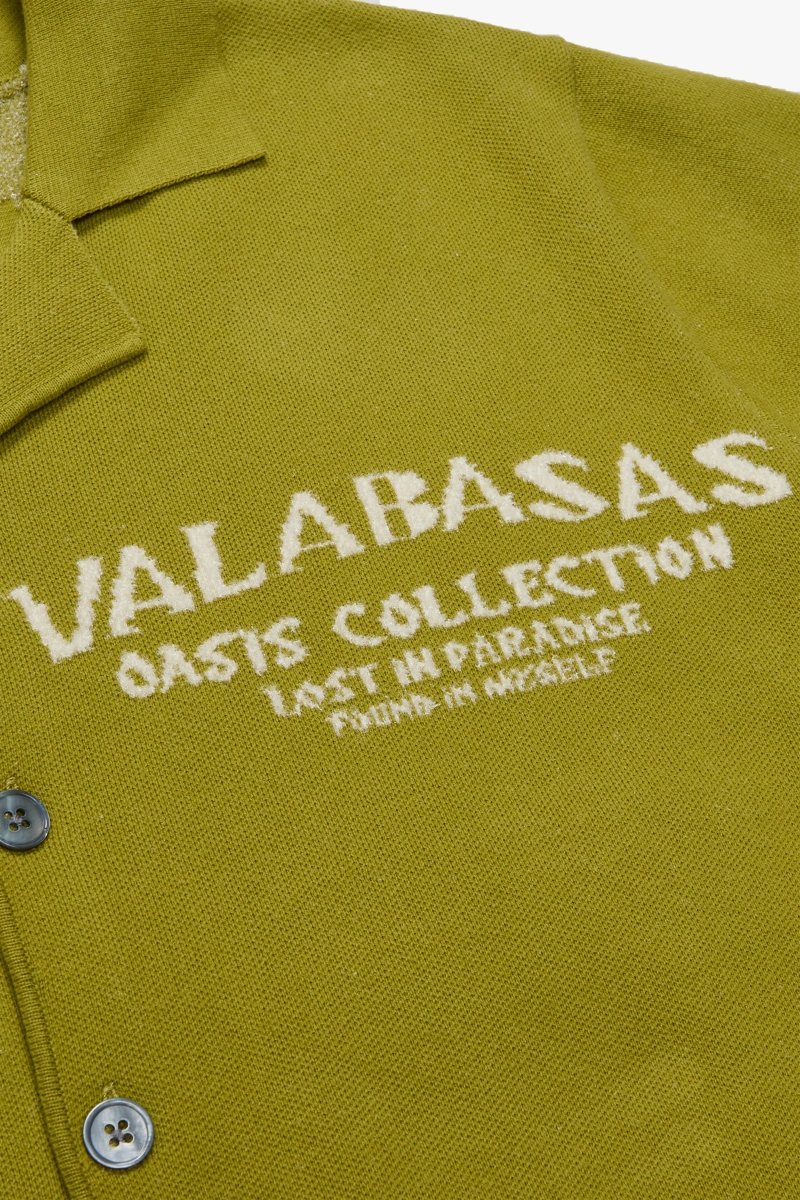 VALABASAS
OASIS COLLECTION
LOST IN PARADISE
FOUND IN MYSELF